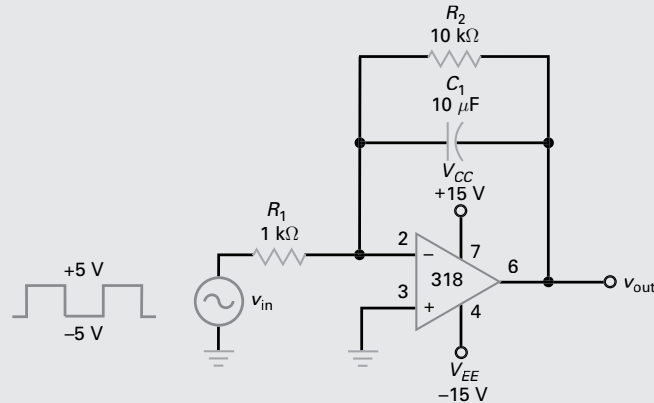 R2
10 kΩ
C1
10 μF
VCC
+15 V
R1
1 kΩ
2
−
7
318
6
3
+
4
vout
+5 V
−5 V
vin
VEE
−15 V